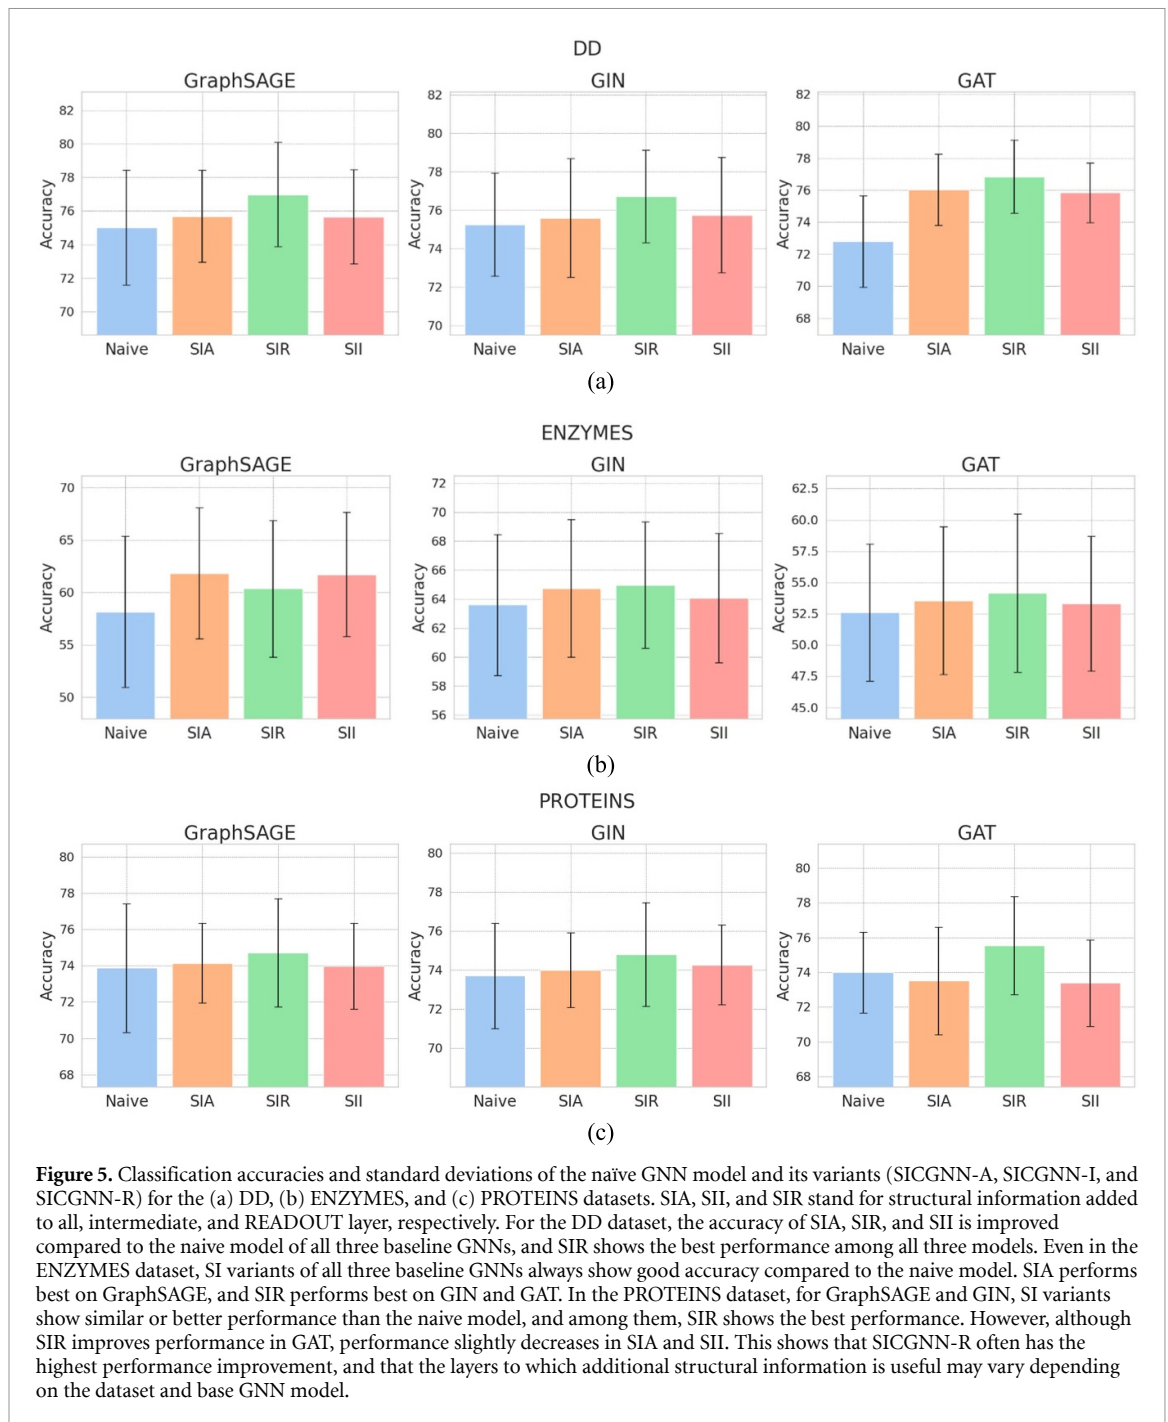 DD
GraphSAGE
82
80
78
76
74
72
70
Accuracy
Naive SIA SIR SII
GIN
82
80
78
76
74
72
70
Accuracy
Naive SIA SIR SII
GAT
82
80
78
76
74
72
70
68
Accuracy
Naive SIA SIR SII
(a)
ENZYMES
GraphSAGE
70
65
60
55
50
Accuracy
Naive SIA SIR SII
GIN
72
70
68
66
64
62
60
58
56
Accuracy
Naive SIA SIR SII
GAT
62.5
60.0
57.5
55.0
52.5
50.0
47.5
45.0
Accuracy
Naive SIA SIR SII
(b)
PROTEINS
GraphSAGE
80
78
76
74
72
70
68
Accuracy
Naive SIA SIR SII
GIN
80
78
76
74
72
70
Accuracy
Naive SIA SIR SII
GAT
80
78
76
74
72
70
68
Accuracy
Naive SIA SIR SII
(c)
Figure 5. Classification accuracies and standard deviations of the naïve GNN model and its variants (SICGNN-A, SICGNN-I, and
SICGNN-R) for the (a) DD, (b) ENZYMES, and (c) PROTEINS datasets. SIA, SII, and SIR stand for structural information added
to all, intermediate, and READOUT layer, respectively. For the DD dataset, the accuracy of SIA, SIR, and SII is improved
compared to the naive model of all three baseline GNNs, and SIR shows the best performance among all three models. Even in the
ENZYMES dataset, SI variants of all three baseline GNNs always show good accuracy compared to the naive model. SIA performs
best on GraphSAGE, and SIR performs best on GIN and GAT. In the PROTEINS dataset, for GraphSAGE and GIN, SI variants
show similar or better performance than the naive model, and among them, SIR shows the best performance. However, although
SIR improves performance in GAT, performance slightly decreases in SIA and SII. This shows that SICGNN-R often has the
highest performance improvement, and that the layers to which additional structural information is useful may vary depending
on the dataset and base GNN model.